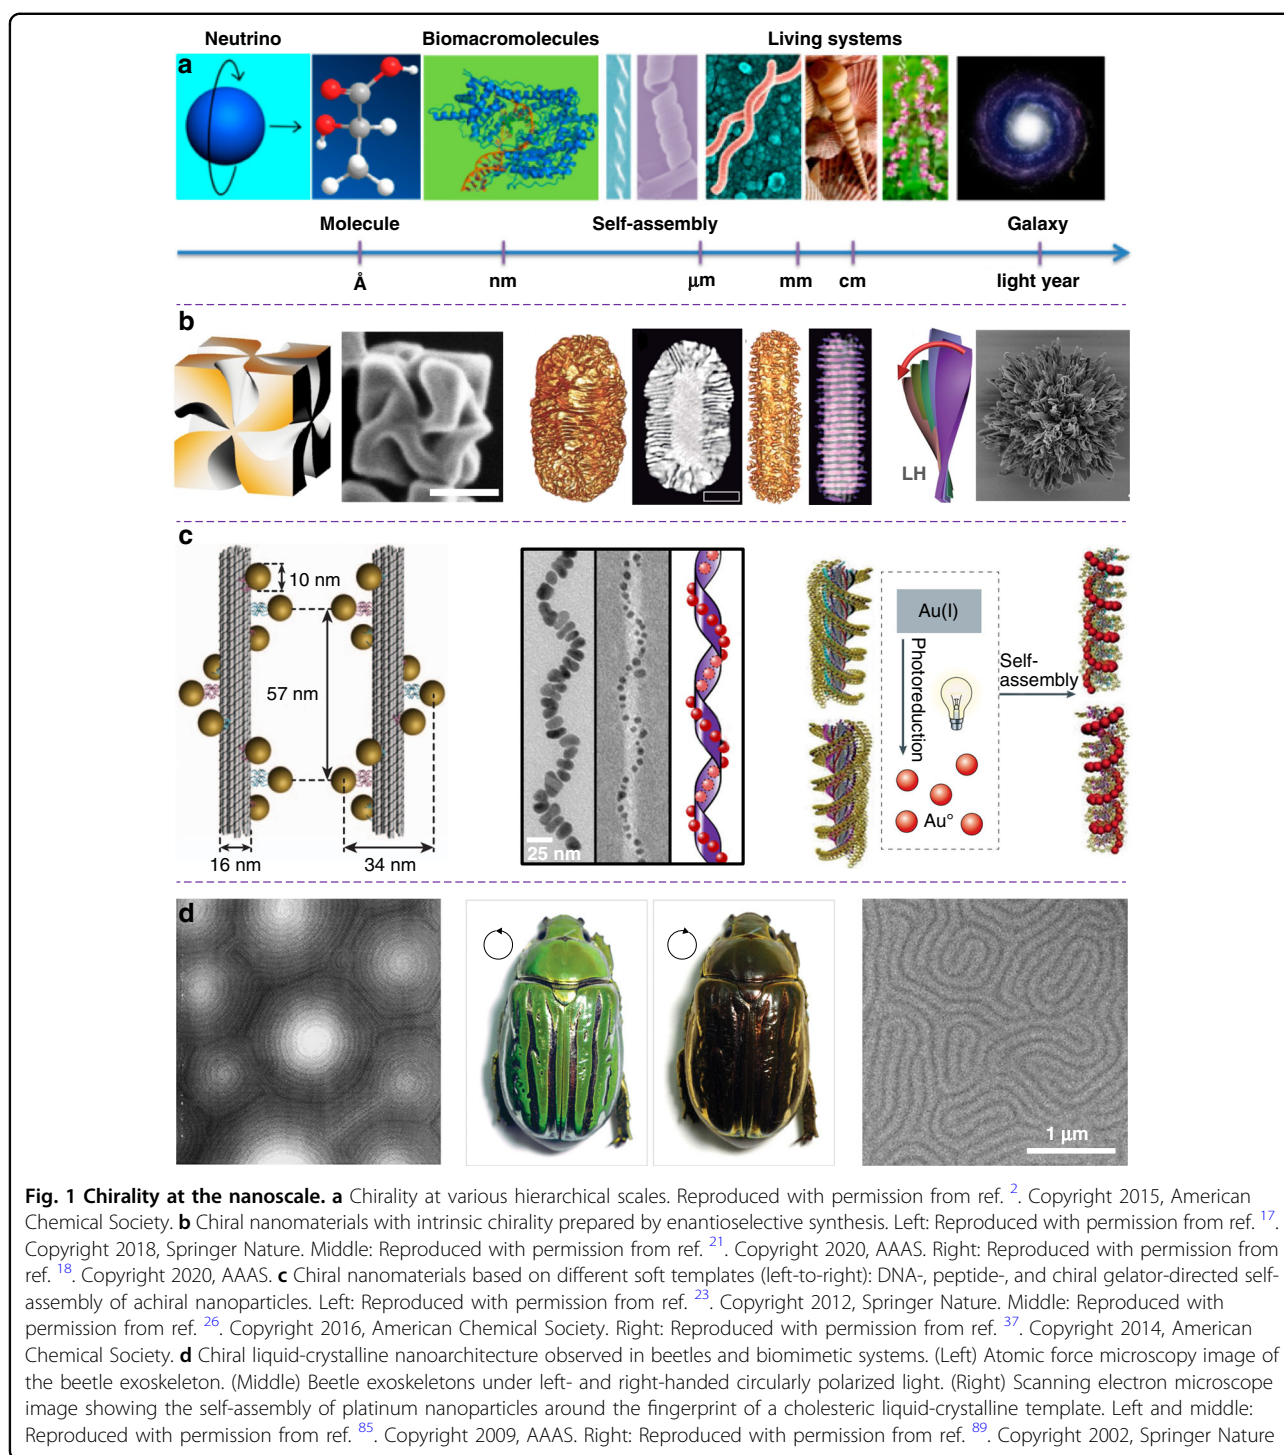 Neutrino
Biomacromolecules
Living systems
a
Molecule
Self-assembly
Galaxy
Å
nm
μm
mm
cm
light year
b
LH
c
10 nm
57 nm
16 nm
34 nm
25 nm
Au(I)
Photoreduction
Self-
assembly
Au°
d
1 μm
Fig. 1 Chirality at the nanoscale. a Chirality at various hierarchical scales. Reproduced with permission from ref. 2. Copyright 2015, American
Chemical Society. b Chiral nanomaterials with intrinsic chirality prepared by enantioselective synthesis. Left: Reproduced with permission from ref. 17.
Copyright 2018, Springer Nature. Middle: Reproduced with permission from ref. 21. Copyright 2020, AAAS. Right: Reproduced with permission from
ref. 18. Copyright 2020, AAAS. c Chiral nanomaterials based on different soft templates (left-to-right): DNA-, peptide-, and chiral gelator-directed self-
assembly of achiral nanoparticles. Left: Reproduced with permission from ref. 23. Copyright 2012, Springer Nature. Middle: Reproduced with
permission from ref. 26. Copyright 2016, American Chemical Society. Right: Reproduced with permission from ref. 37. Copyright 2014, American
Chemical Society. d Chiral liquid-crystalline nanoarchitecture observed in beetles and biomimetic systems. (Left) Atomic force microscopy image of
the beetle exoskeleton. (Middle) Beetle exoskeletons under left- and right-handed circularly polarized light. (Right) Scanning electron microscope
image showing the self-assembly of platinum nanoparticles around the fingerprint of a cholesteric liquid-crystalline template. Left and middle:
Reproduced with permission from ref. 85. Copyright 2009, AAAS. Right: Reproduced with permission from ref. 89. Copyright 2002, Springer Nature